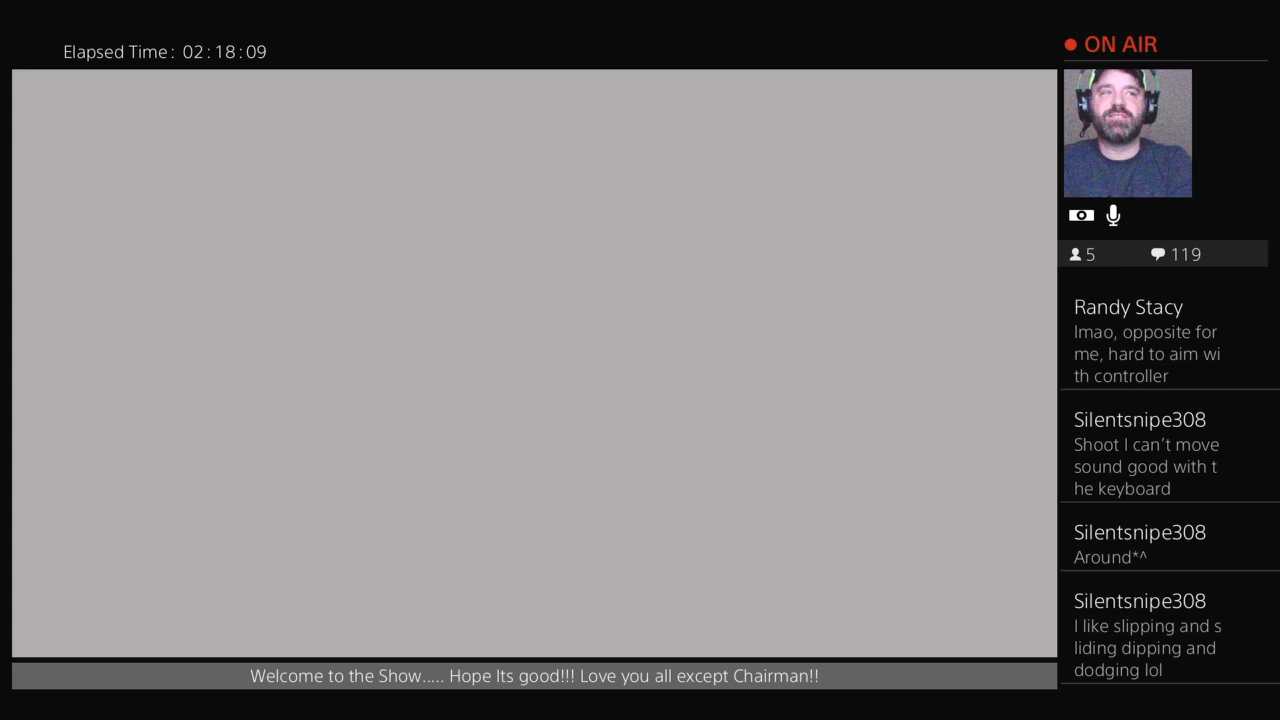 Elapsed Time: 02:18:09
ON AIR
5 119
Randy Stacy
lmao, opposite for
me, hard to aim wi
th controller
Silentsnipe308
Shoot I can't move
sound good with t
he keyboard
Silentsnipe308
Around*^
Silentsnipe308
I like slipping and s
liding dipping and
dodging lol
Welcome to the Show..... Hope Its good!!! Love you all except Chairman!!